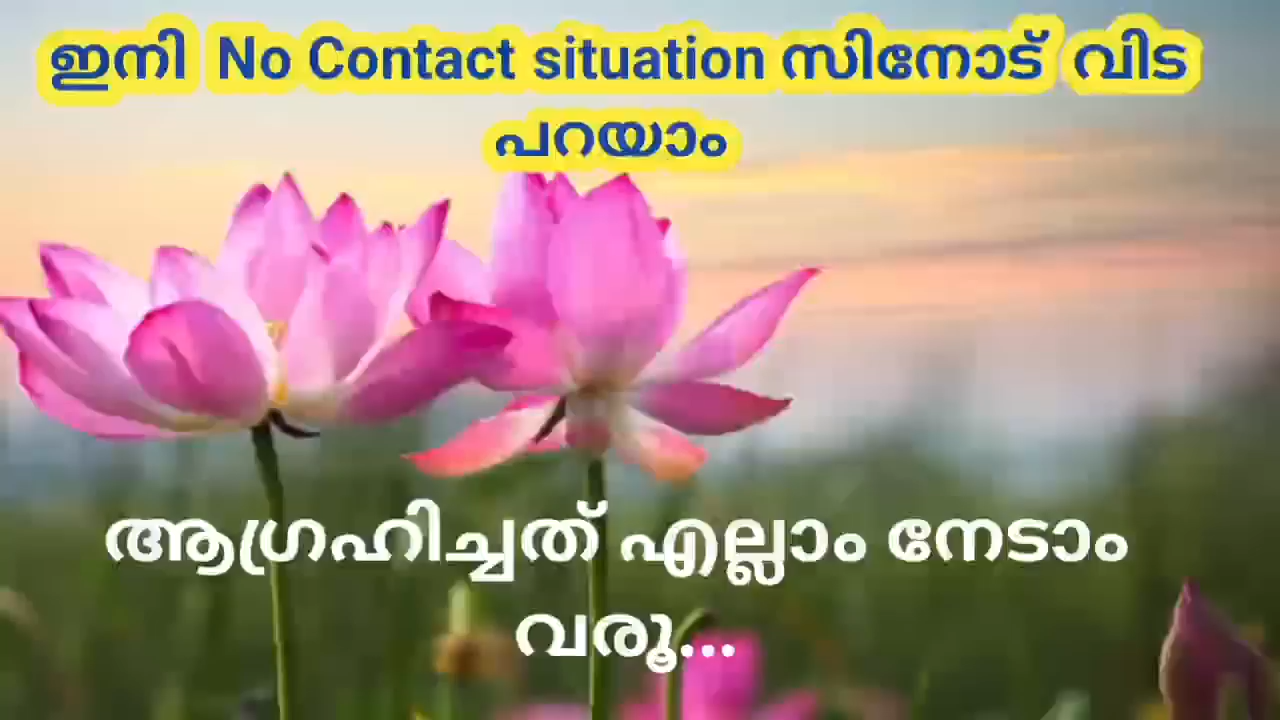 ഇനി No Contact situation സിനോട് വിട
പറയാം
ആഗ്രഹിച്ചത് എല്ലാം നേടാം
വരൂ...